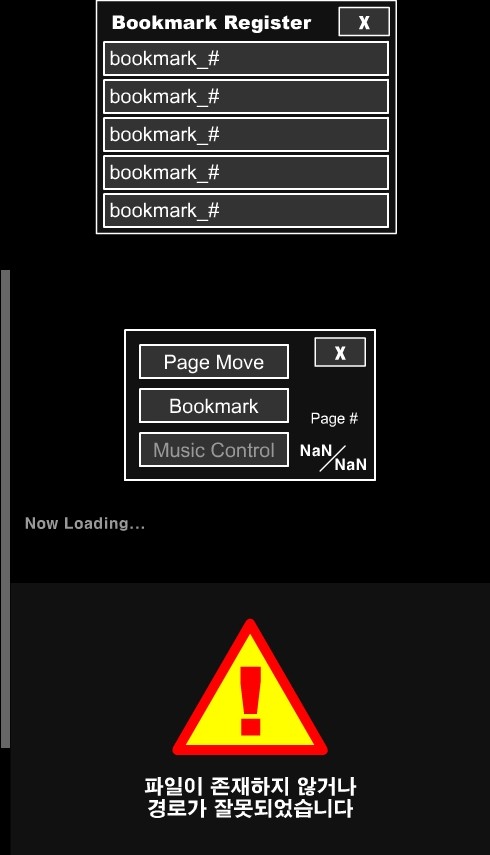 Bookmark Register
X
bookmark_#
bookmark_#
bookmark_#
bookmark_#
bookmark_#
X
Page Move
Bookmark
Page #
Music Control
NaN
NaN
Now Loading...
!
파일이 존재하지 않거나
경로가 잘못되었습니다